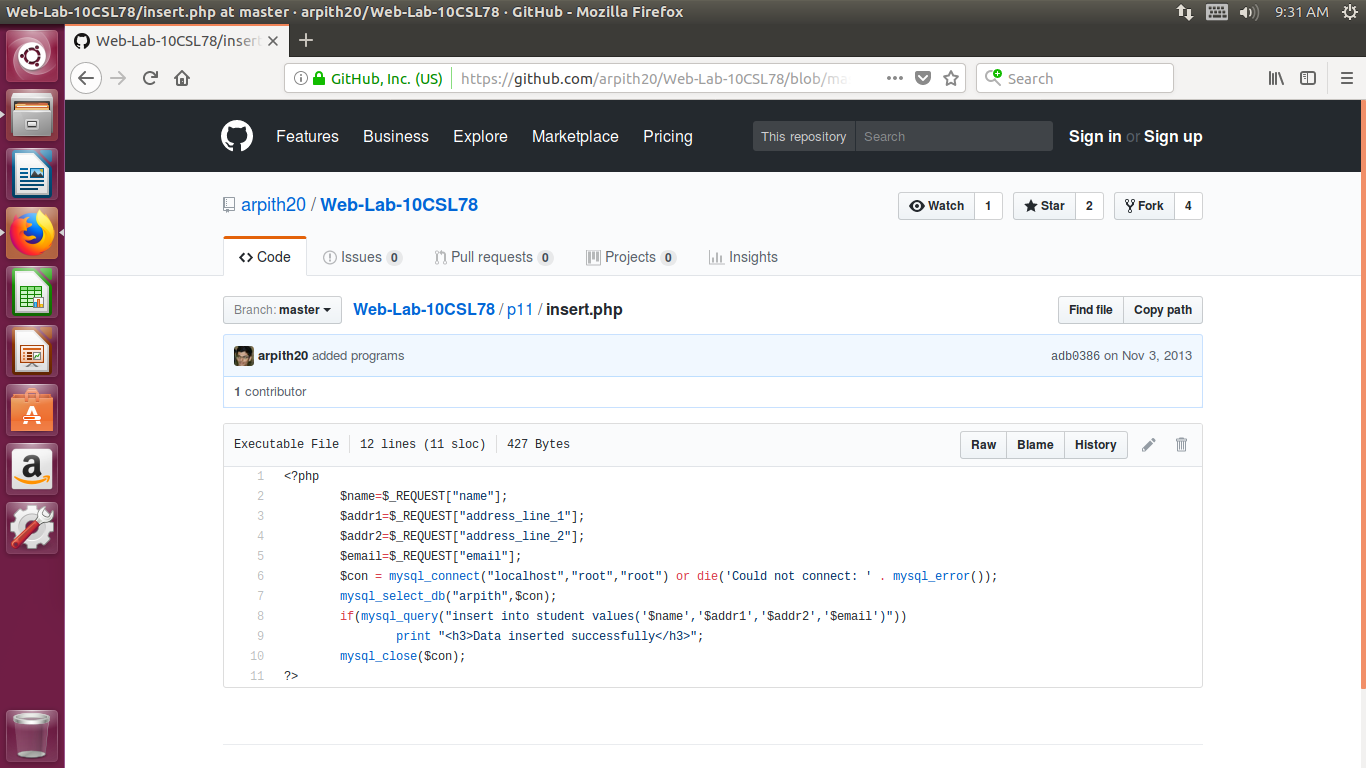 Web-Lab-10CSL78/insert.php at master · arpith20/Web-Lab-10CSL78 · GitHub - Mozilla Firefox
9:31 AM
Web-Lab-10CSL78/insert
GitHub, Inc. (US)
https://github.com/arpith20/Web-Lab-10CSL78/blob/ma
Search
Features
Business
Explore
Marketplace
Pricing
This repository
Search
Sign in or Sign up
arpith20 / Web-Lab-10CSL78
Watch 1
Star 2
Fork 4
Code
Issues 0
Pull requests 0
Projects 0
Insights
Branch: master
Web-Lab-10CSL78 / p11 / insert.php
Find file
Copy path
arpith20 added programs
adb0386 on Nov 3, 2013
1 contributor
Executable File
12 lines (11 sloc)
427 Bytes
Raw
Blame
History
1 <?php
2 $name=$_REQUEST["name"];
3 $addr1=$_REQUEST["address_line_1"];
4 $addr2=$_REQUEST["address_line_2"];
5 $email=$_REQUEST["email"];
6 $con = mysql_connect("localhost","root","root") or die('Could not connect: ' . mysql_error());
7 mysql_select_db("arpith",$con);
8 if(mysql_query("insert into student values('$name','$addr1','$addr2','$email')"))
9 print "<h3>Data inserted successfully</h3>";
10 mysql_close($con);
11 ?>